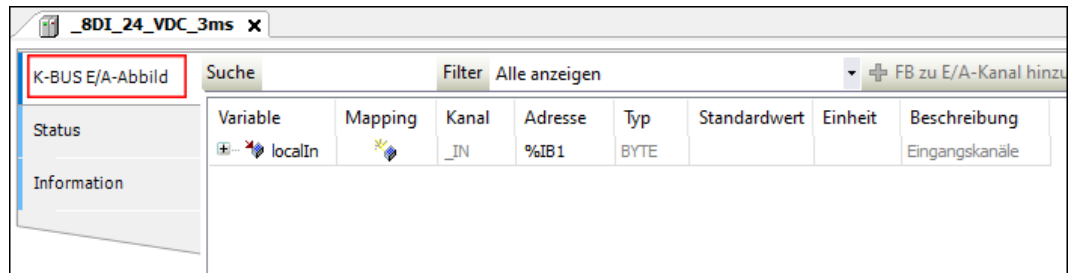 _8DI_24_VDC_3ms X
K-BUS E/A-Abbild
Suche Filter Alle anzeigen FB zu E/A-Kanal hinzu
Status
Information
Variable Mapping Kanal Adresse Typ Standardwert Einheit Beschreibung
localIn _IN %IB1 BYTE Eingangskanäle